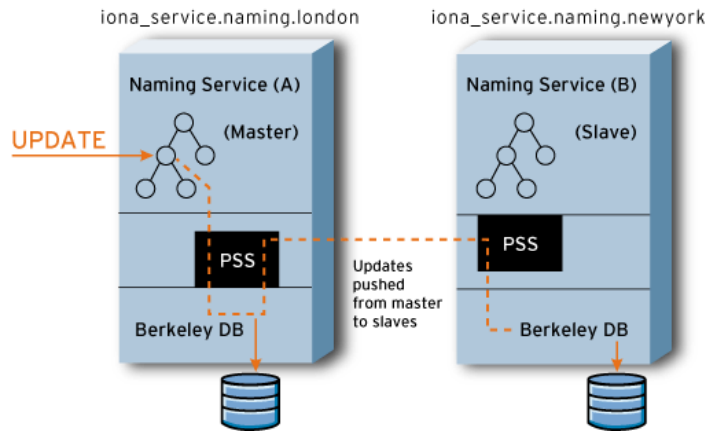 iona_service.naming.london
iona_service.naming.newyork
Naming Service (A)
(Master)
UPDATE
PSS
Berkeley DB
Naming Service (B)
(Slave)
PSS
Updates
pushed
from master
to slaves
Berkeley DB